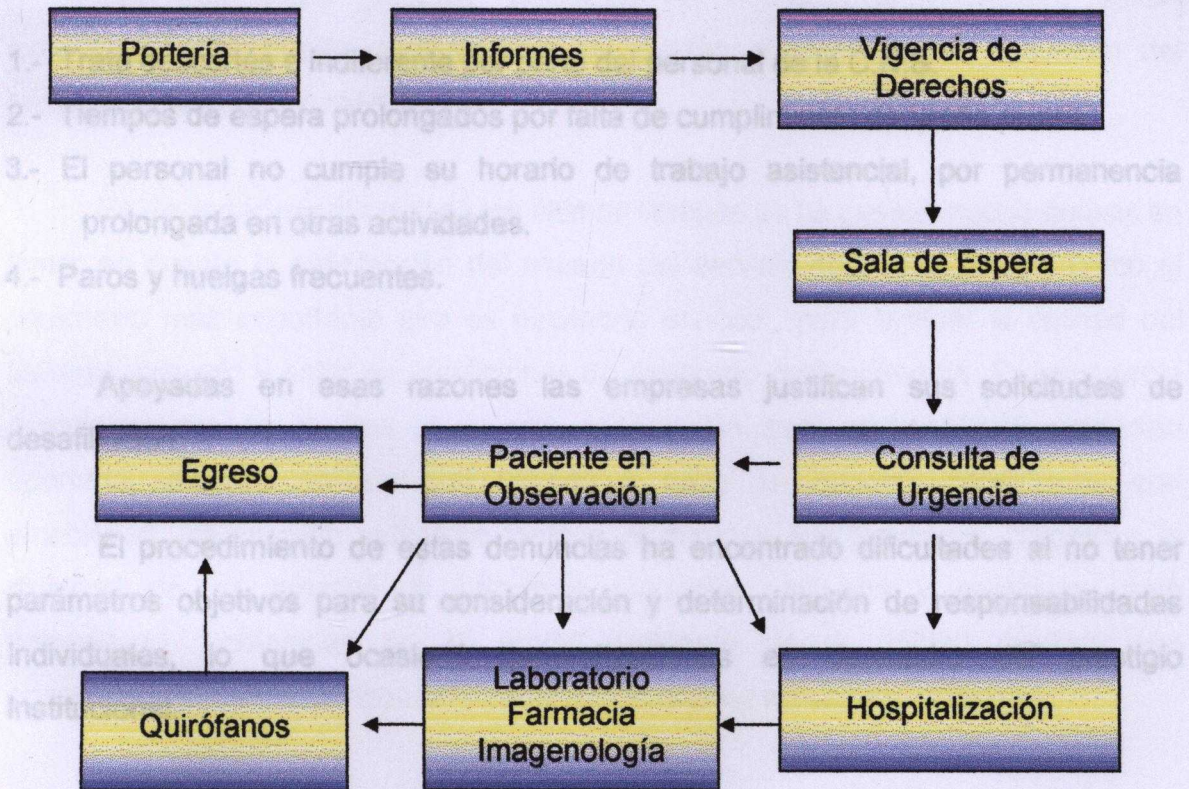 Portería
Informes
Vigencia de
Derechos
Sala de Espera
Egreso
Paciente en
Observación
Consulta de
Urgencia
Quirófanos
Laboratorio
Farmacia
Imagenología
Hospitalización
1.-
2.- Tiempos de espera prolongados por falta de
3.- El personal no cumple su horario de trabajo asistencial, por permanencia
prolongada en otras actividades.
4.- Paros y huelgas frecuentes.
Apoyadas en esas razones las empresas justifican sus solicitudes de
El procedimiento de estas denuncias ha encontrado dificultades al no tener
parámetros objetivos para su consideración y determinación de responsabilidades
individuales, lo que